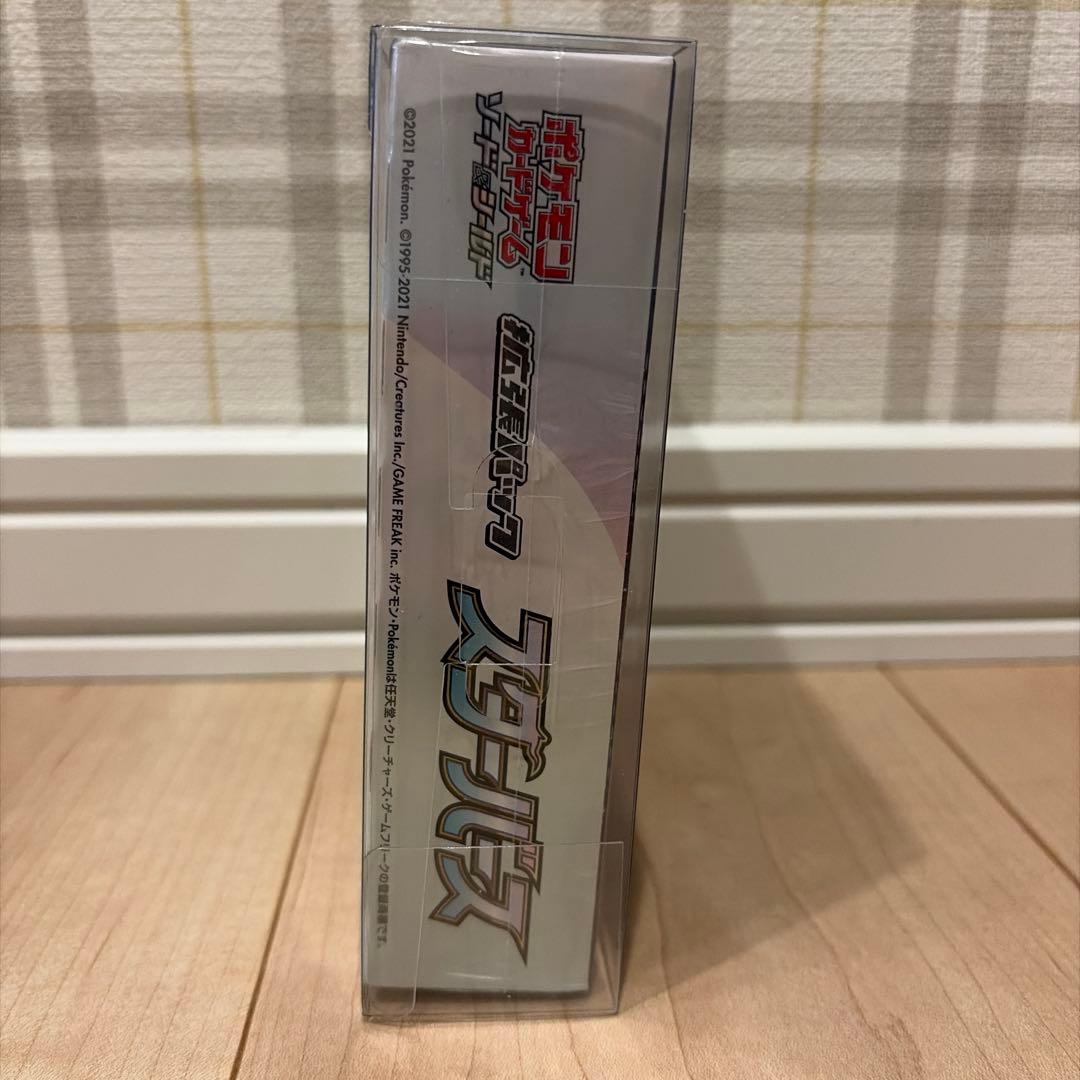 ポケモン
カードゲーム™
ソード&シールド
拡張パック
スターバース
©2021 Pokémon. ©1995-2021 Nintendo/Creatures Inc./GAME FREAK inc. ポケモン・Pokémonは任天堂・クリーチャーズ・ゲームフリークの登録商標です。